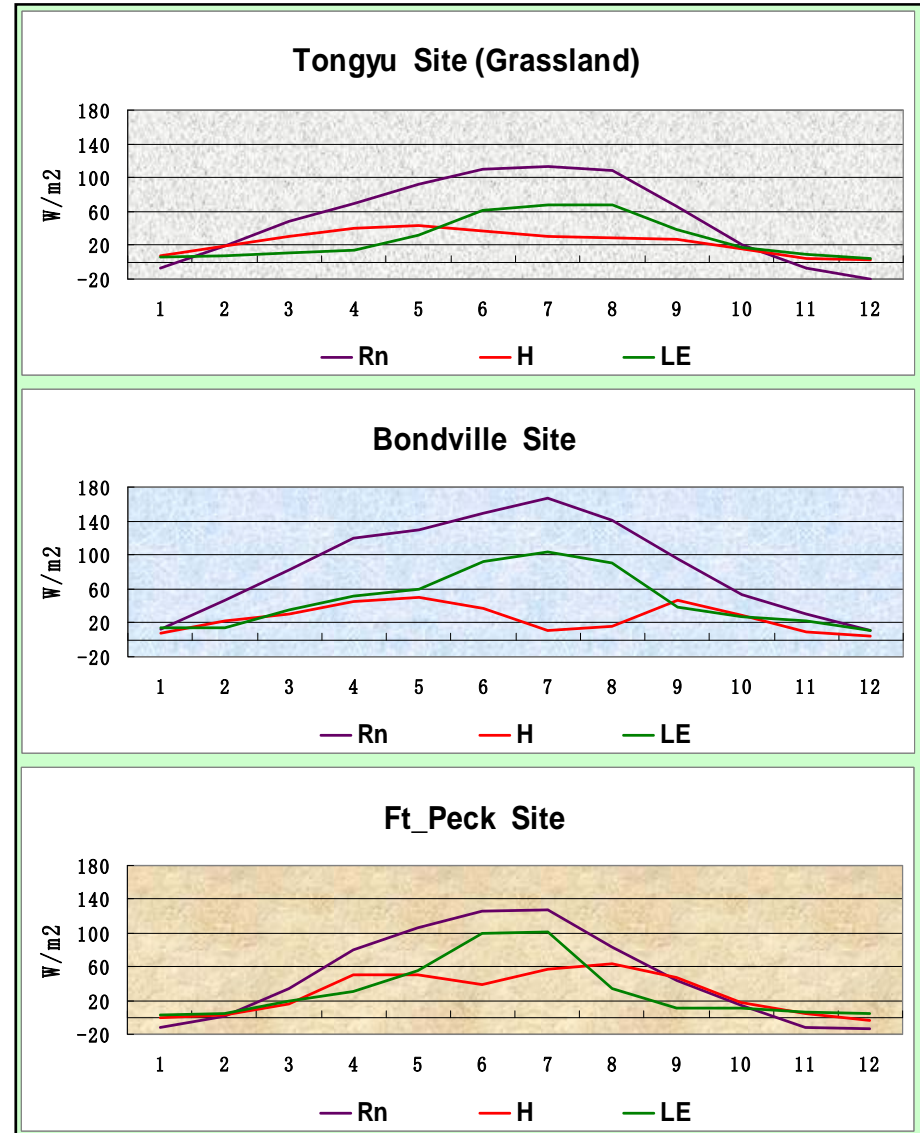 Tongyu Site (Grassland)
W/m2
180
140
100
60
20
-20
1 2 3 4 5 6 7 8 9 10 11 12
Rn H LE
Bondville Site
W/m2
180
140
100
60
20
-20
1 2 3 4 5 6 7 8 9 10 11 12
Rn H LE
Ft_Peck Site
W/m2
180
140
100
60
20
-20
1 2 3 4 5 6 7 8 9 10 11 12
Rn H LE